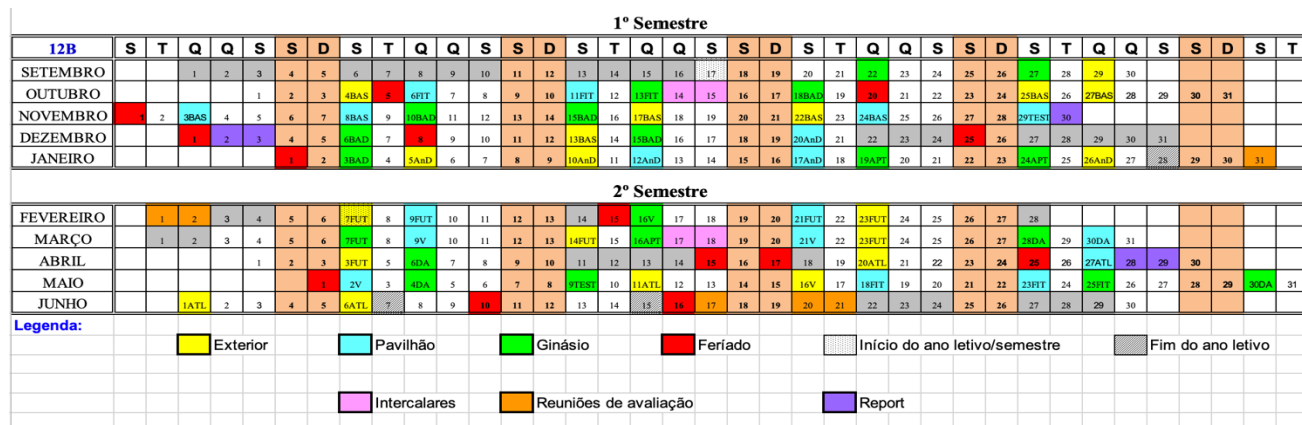 1º Semestre
12B S T Q Q S S D S T Q Q S S D S T Q Q S S D S T Q Q S S D S T Q Q S S D S T
SETEMBRO 1 2 3 4 5 6 7 8 9 10 11 12 13 14 15 16 17 18 19 20 21 22 23 24 25 26 27 28 29 30
OUTUBRO 1 2 3 4BAS 5 6FIT 7 8 9 10 11FIT 12 13FIT 14 15 16 17 18BAD 19 20 21 22 23 24 25BAS 26 27BAS 28 29 30 31
NOVEMBRO 1 2 3BAS 4 5 6 7 8BAS 9 10BAD 11 12 13 14 15BAD 16 17BAS 18 19 20 21 22BAS 23 24BAS 25 26 27 28 29TEST 30
DEZEMBRO 1 2 3 4 5 6BAD 7 8 9 10 11 12 13BAS 14 15BAD 16 17 18 19 20AnD 21 22 23 24 25 26 27 28 29 30 31
JANEIRO 1 2 3BAD 4 5AnD 6 7 8 9 10AnD 11 12AnD 13 14 15 16 17AnD 18 19APT 20 21 22 23 24APT 25 26AnD 27 28 29 30 31
2º Semestre
FEVEREIRO 1 2 3 4 5 6 7FUT 8 9FUT 10 11 12 13 14 15 16V 17 18 19 20 21FUT 22 23FUT 24 25 26 27 28
MARÇO 1 2 3 4 5 6 7FUT 8 9V 10 11 12 13 14FUT 15 16APT 17 18 19 20 21V 22 23FUT 24 25 26 27 28DA 29 30DA 31
ABRIL 1 2 3 3FUT 5 6DA 7 8 9 10 11 12 13 14 15 16 17 18 19 20ATL 21 22 23 24 25 26 27ATL 28 29 30
MAIO 1 2V 3 4DA 5 6 7 8 9TEST 10 11ATL 12 13 14 15 16V 17 18FIT 19 20 21 22 23FIT 24 25FIT 26 27 28 29 30DA 31
JUNHO 1ATL 2 3 4 5 6ATL 7 8 9 10 11 12 13 14 15 16 17 18 19 20 21 22 23 24 25 26 27 28 29 30
Legenda:
Exterior Pavilhão Ginásio Feríado Início do ano letivo/semestre Fim do ano letivo
Intercalares Reuniões de avaliação Report